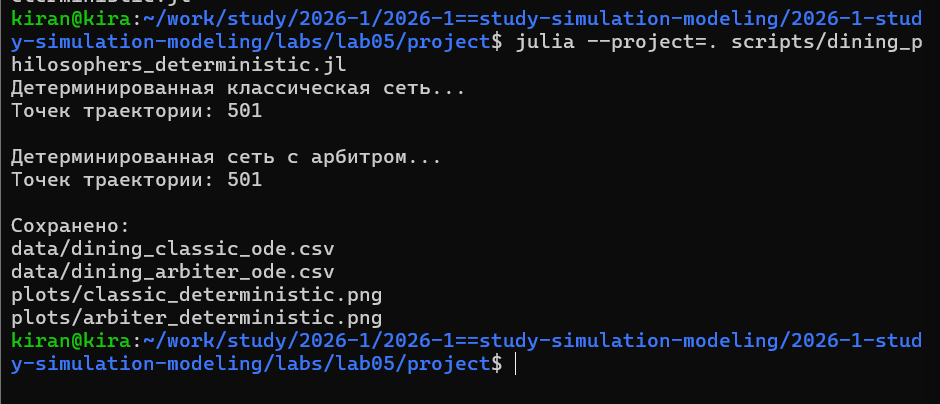 kiran@kira:~/work/study/2026-1/2026-1==study-simulation-modeling/2026-1-stud
y-simulation-modeling/labs/lab05/project$ julia --project=. scripts/dining_p
hilosophers_deterministic.jl
Детерминированная классическая сеть...
Точек траектории: 501
Детерминированная сеть с арбитром...
Точек траектории: 501
Сохранено:
data/dining_classic_ode.csv
data/dining_arbiter_ode.csv
plots/classic_deterministic.png
plots/arbiter_deterministic.png
kiran@kira:~/work/study/2026-1/2026-1==study-simulation-modeling/2026-1-stud
y-simulation-modeling/labs/lab05/project$